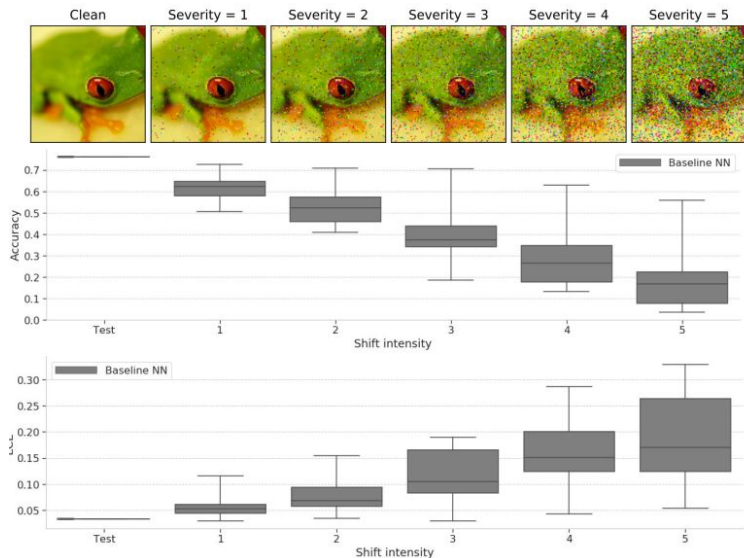 Clean Severity = 1 Severity = 2 Severity = 3 Severity = 4 Severity = 5
Baseline NN
0.7
0.6
0.5
0.4
0.3
0.2
0.1
0.0
Accuracy
Test 1 2 3 4 5
Shift intensity
Baseline NN
0.30
0.25
0.20
0.15
0.10
0.05
ECE
Test 1 2 3 4 5
Shift intensity